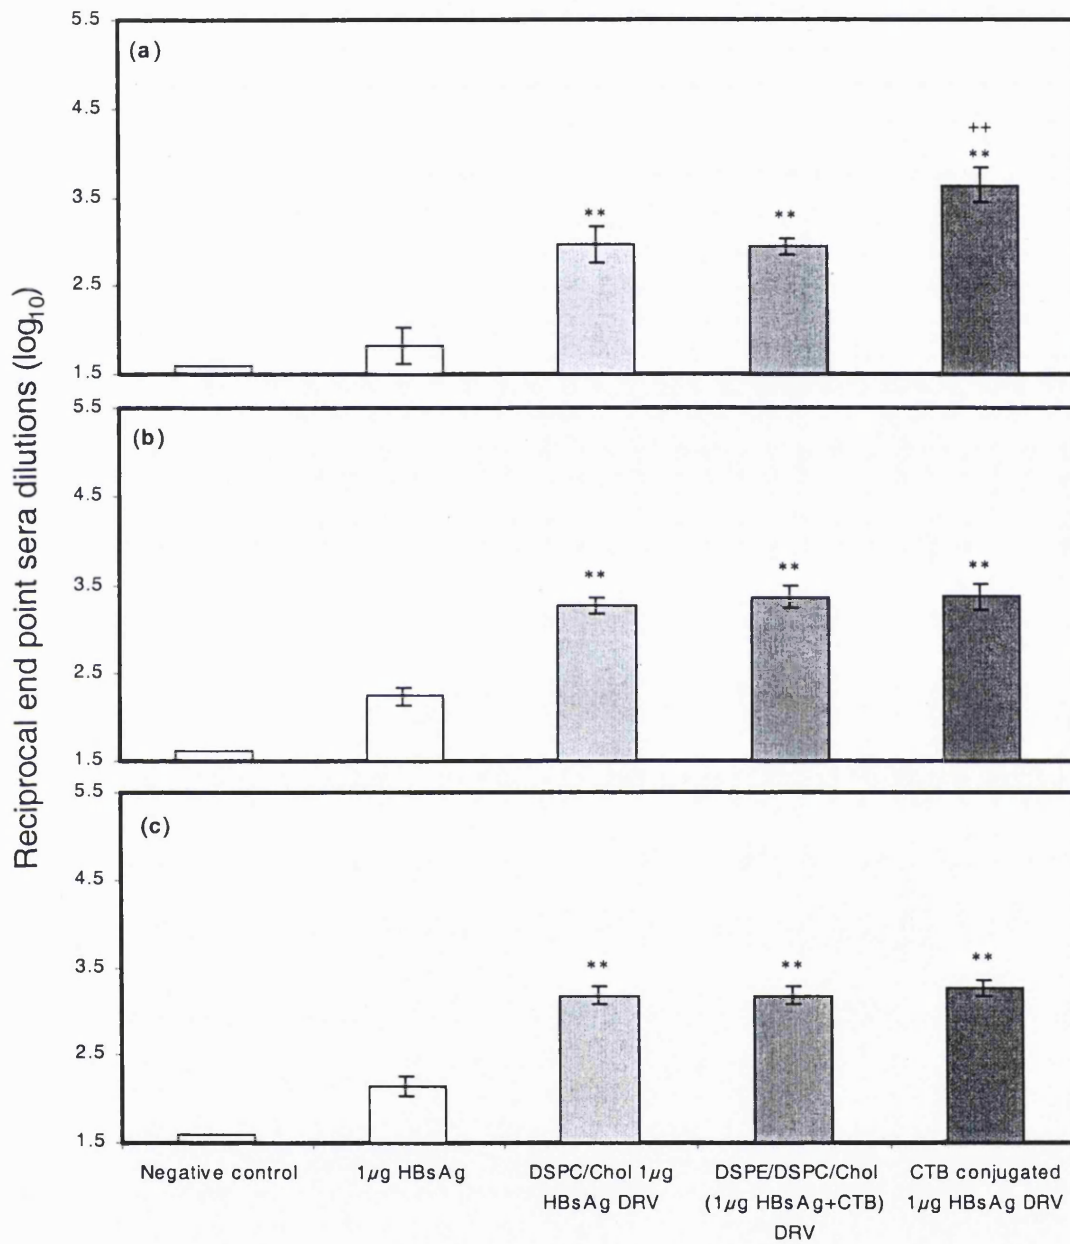 Reciprocal end point sera dilutions (log10)
5.5
(a)
4.5
++
**
3.5
**
**
2.5
1.5
5.5
(b)
4.5
**
**
**
3.5
2.5
1.5
5.5
(c)
4.5
**
**
**
3.5
2.5
1.5
Negative control
1µg HBsAg
DSPC/Chol 1µg
HBsAg DRV
DSPE/DSPC/Chol
(1µg HBsAg+CTB)
DRV
CTB conjugated
1µg HBsAg DRV